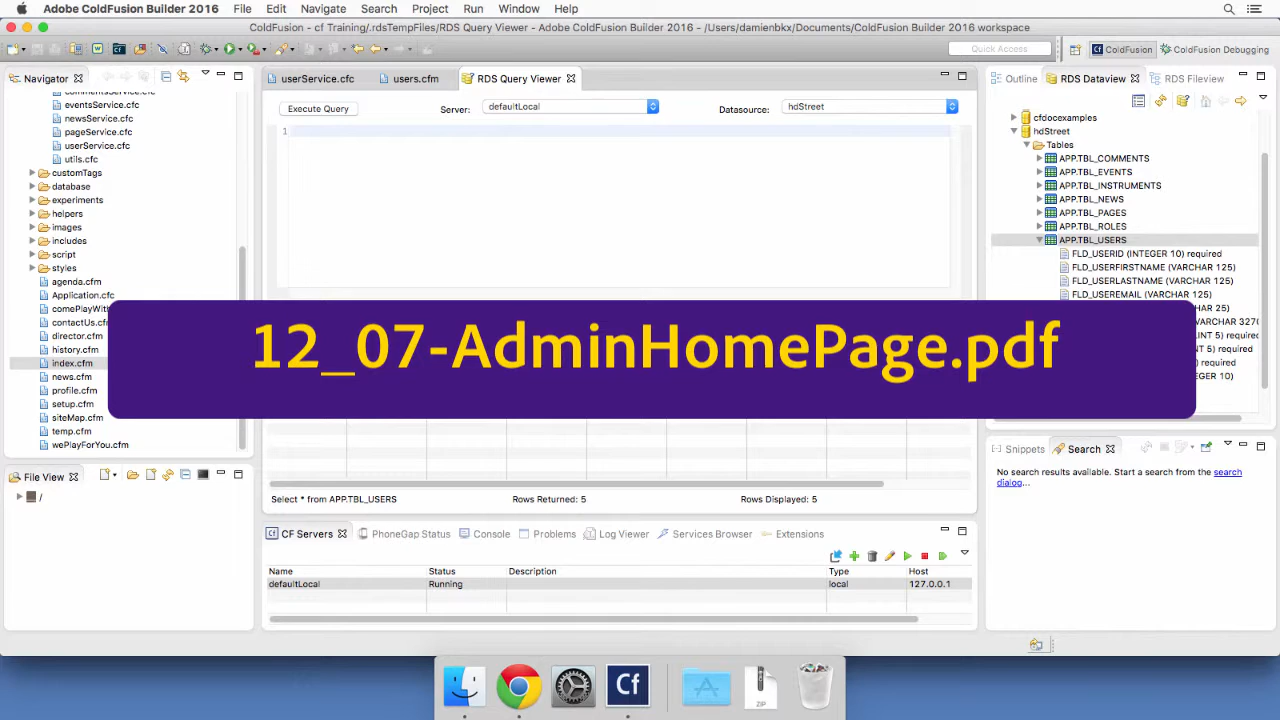 Adobe ColdFusion Builder 2016 File Edit Navigate Search Project Run Window Help
ColdFusion - cf Training/.rdsTempFiles/RDS Query Viewer - Adobe ColdFusion Builder 2016 - /Users/damienbkx/Documents/ColdFusion Builder 2016 workspace
Quick Access ColdFusion ColdFusion Debugging
Navigator
eventsService.cfc
newsService.cfc
pageService.cfc
userService.cfc
utils.cfc
customTags
database
experiments
helpers
images
includes
script
styles
agenda.cfm
Application.cfc
comePlayWith
contactUs.cfm
director.cfm
history.cfm
index.cfm
news.cfm
profile.cfm
setup.cfm
siteMap.cfm
temp.cfm
wePlayForYou.cfm
File View
/
userService.cfc users.cfm RDS Query Viewer
Execute Query Server: defaultLocal Datasource: hdStreet
1
12_07-AdminHomePage.pdf
Select * from APP.TBL_USERS Rows Returned: 5 Rows Displayed: 5
CF Servers PhoneGap Status Console Problems Log Viewer Services Browser Extensions
Name Status Description Type Host
defaultLocal Running local 127.0.0.1
Outline RDS Dataview RDS Fileview
cfdocexamples
hdStreet
Tables
APP.TBL_COMMENTS
APP.TBL_EVENTS
APP.TBL_INSTRUMENTS
APP.TBL_NEWS
APP.TBL_PAGES
APP.TBL_ROLES
APP.TBL_USERS
FLD_USERID (INTEGER 10) required
FLD_USERFIRSTNAME (VARCHAR 125)
FLD_USERLASTNAME (VARCHAR 125)
FLD_USEREMAIL (VARCHAR 125)
Snippets Search
No search results available. Start a search from the search
dialog...
Cf
ZIP